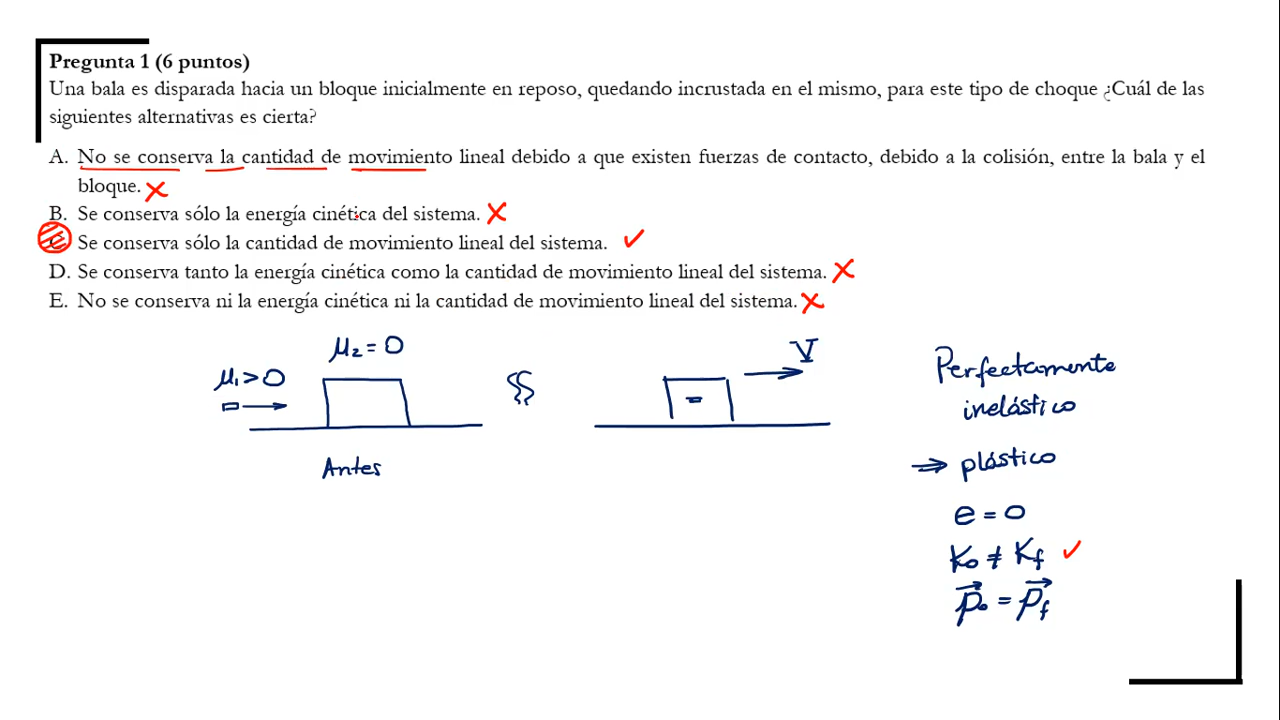 Pregunta 1 (6 puntos)
Una bala es disparada hacia un bloque inicialmente en reposo, quedando incrustada en el mismo, para este tipo de choque ¿Cuál de las
siguientes alternativas es cierta?
A. No se conserva la cantidad de movimiento lineal debido a que existen fuerzas de contacto, debido a la colisión, entre la bala y el
bloque.
B. Se conserva sólo la energía cinética del sistema.
C. Se conserva sólo la cantidad de movimiento lineal del sistema.
D. Se conserva tanto la energía cinética como la cantidad de movimiento lineal del sistema.
E. No se conserva ni la energía cinética ni la cantidad de movimiento lineal del sistema.
μ₂ = 0
μ₁ > 0
V
Antes
Perfectamente
inelástico
⇒ plástico
e = 0
K₀ ≠ K_f
p⃗₀ = p⃗_f